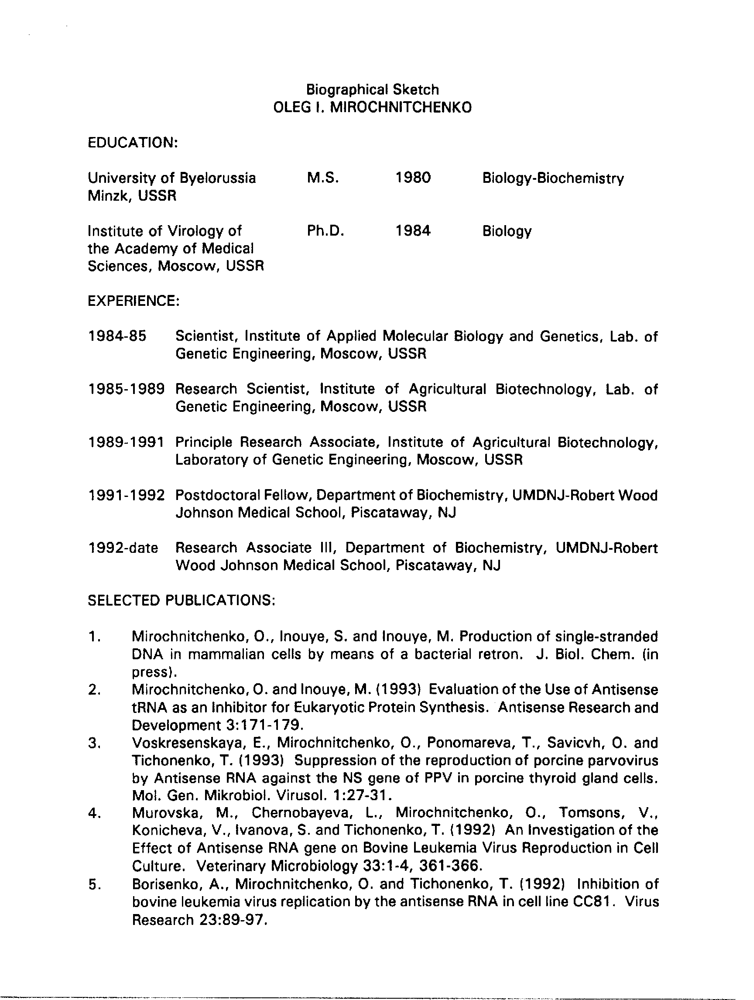 Biographical Sketch
OLEG I. MIROCHNITCHENKO
EDUCATION:
University of Byelorussia M.S. 1980 Biology-Biochemistry
Minzk, USSR
Institute of Virology of Ph.D. 1984 Biology
the Academy of Medical
Sciences, Moscow, USSR
EXPERIENCE:
1984-85 Scientist, Institute of Applied Molecular Biology and Genetics, Lab. of
Genetic Engineering, Moscow, USSR
1985-1989 Research Scientist, Institute of Agricultural Biotechnology, Lab. of
Genetic Engineering, Moscow, USSR
1989-1991 Principle Research Associate, Institute of Agricultural Biotechnology,
Laboratory of Genetic Engineering, Moscow, USSR
1991-1992 Postdoctoral Fellow, Department of Biochemistry, UMDNJ-Robert Wood
Johnson Medical School, Piscataway, NJ
1992-date Research Associate III, Department of Biochemistry, UMDNJ-Robert
Wood Johnson Medical School, Piscataway, NJ
SELECTED PUBLICATIONS:
1. Mirochnitchenko, O., Inouye, S. and Inouye, M. Production of single-stranded
DNA in mammalian cells by means of a bacterial retron. J. Biol. Chem. (in
press).
2. Mirochnitchenko, O. and Inouye, M. (1993) Evaluation of the Use of Antisense
tRNA as an Inhibitor for Eukaryotic Protein Synthesis. Antisense Research and
Development 3:171-179.
3. Voskresenskaya, E., Mirochnitchenko, O., Ponomareva, T., Savicvh, O. and
Tichonenko, T. (1993) Suppression of the reproduction of porcine parvovirus
by Antisense RNA against the NS gene of PPV in porcine thyroid gland cells.
Mol. Gen. Mikrobiol. Virusol. 1:27-31.
4. Murovska, M., Chernobayeva, L., Mirochnitchenko, O., Tomsons, V.,
Konicheva, V., Ivanova, S. and Tichonenko, T. (1992) An Investigation of the
Effect of Antisense RNA gene on Bovine Leukemia Virus Reproduction in Cell
Culture. Veterinary Microbiology 33:1-4, 361-366.
5. Borisenko, A., Mirochnitchenko, O. and Tichonenko, T. (1992) Inhibition of
bovine leukemia virus replication by the antisense RNA in cell line CC81. Virus
Research 23:89-97.